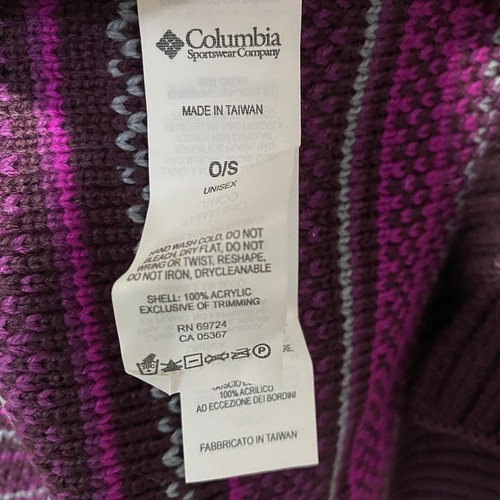 Columbia
Sportswear Company
MADE IN TAIWAN
O/S
UNISEX
HAND WASH COLD, DO NOT
BLEACH, DRY FLAT, DO NOT
WRING OR TWIST, RESHAPE,
DO NOT IRON, DRYCLEANABLE
SHELL: 100% ACRYLIC
EXCLUSIVE OF TRIMMING
RN 69724
CA 05367
30C
P
RE.
100% ACRILICO
AD ECCEZIONE DEI BORDINI
FABBRICATO IN TAIWAN